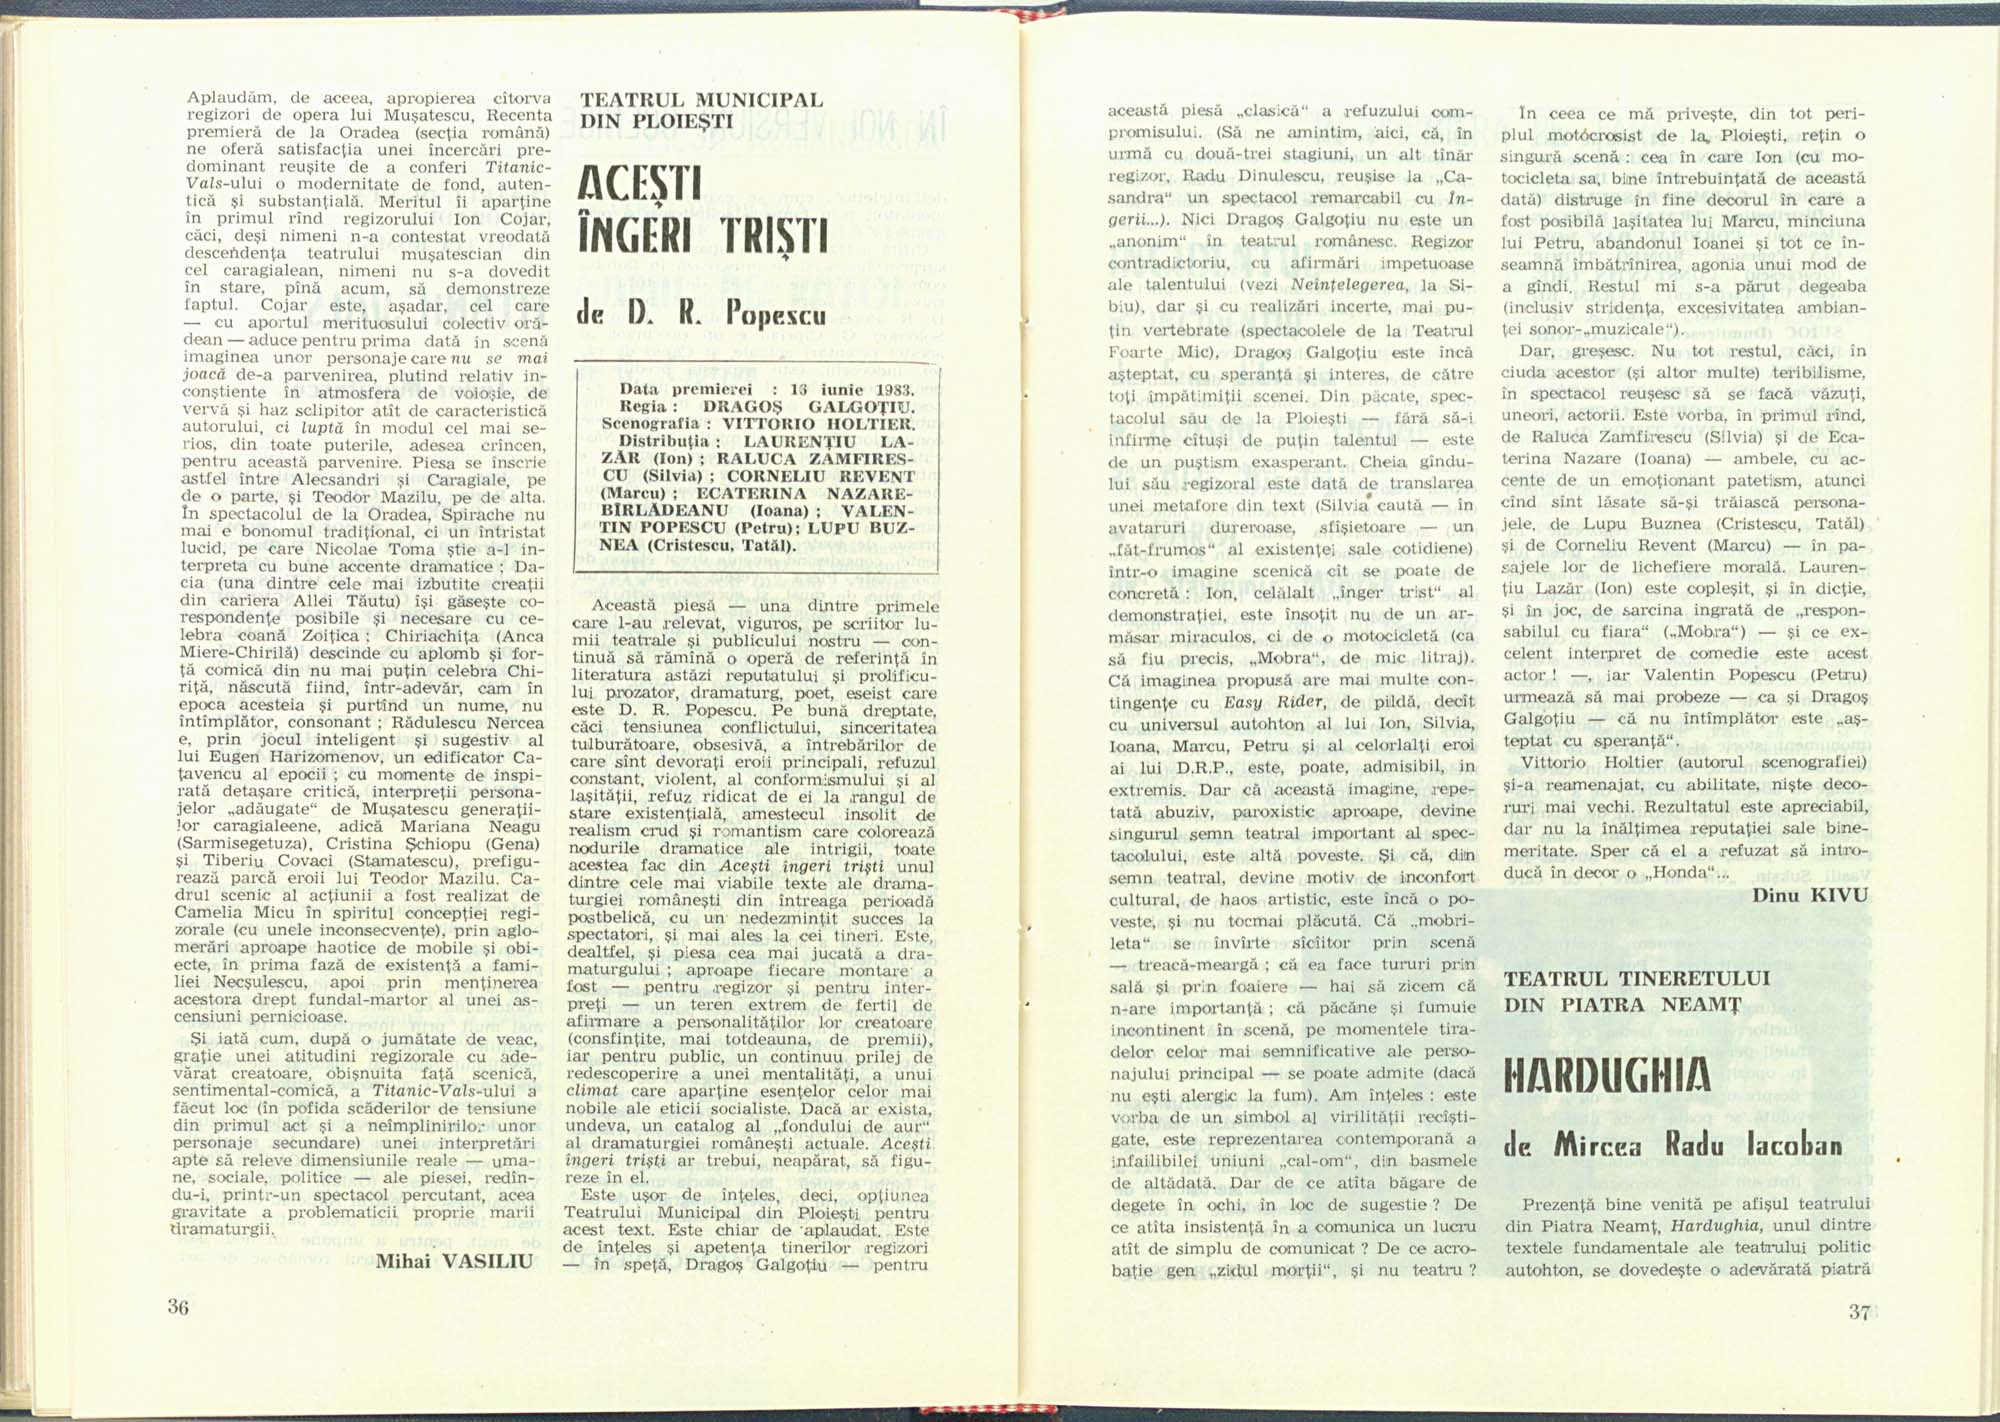 Aplaudăm, de aceea, apropierea cîtorva
regizori de opera lui Mușatescu, Recenta
premieră de la Oradea (secția română)
ne oferă satisfacția unei încercări pre-
dominant reușite de a conferi Titanic-
Vals-ului o modernitate de fond, auten-
tică și substanțială. Meritul îi aparține
în primul rînd regizorului Ion Cojar,
căci, deși nimeni n-a contestat vreodată
descendența teatrului mușatescian din
cel caragialean, nimeni nu s-a dovedit
în stare, pînă acum, să demonstreze
faptul. Cojar este, așadar, cel care
— cu aportul merituosului colectiv oră-
dean — aduce pentru prima dată în scenă
imaginea unor personaje care nu se mai
joacă de-a parvenirea, plutind relativ in-
conștiente în atmosfera de voioșie, de
vervă și haz sclipitor atît de caracteristică
autorului, ci luptă în modul cel mai se-
rios, din toate puterile, adesea crîncen,
pentru această parvenire. Piesa se înscrie
astfel între Alecsandri și Caragiale, pe
de o parte, și Teodor Mazilu, pe de alta.
În spectacolul de la Oradea, Spirache nu
mai e bonomul tradițional, ci un întristat
lucid, pe care Nicolae Toma știe a-l in-
terpreta cu bune accente dramatice ; Da-
cia (una dintre cele mai izbutite creații
din cariera Allei Tăutu) își găsește co-
respondențe posibile și necesare cu ce-
lebra coană Zoițica ; Chiriachița (Anca
Miere-Chirilă) descinde cu aplomb și for-
ță comică din nu mai puțin celebra Chi-
riță, născută fiind, într-adevăr, cam în
epoca acesteia și purtînd un nume, nu
întîmplător, consonant ; Rădulescu Nercea
e, prin jocul inteligent și sugestiv al
lui Eugen Harizomenov, un edificator Ca-
țavencu al epocii ; cu momente de inspi-
rată detașare critică, interpreții persona-
jelor „adăugate“ de Mușatescu generații-
lor caragialeene, adică Mariana Neagu
(Sarmisegetuza), Cristina Șchiopu (Gena)
și Tiberiu Covaci (Stamatescu), prefigu-
rează parcă eroii lui Teodor Mazilu. Ca-
drul scenic al acțiunii a fost realizat de
Camelia Micu în spiritul concepției regi-
zorale (cu unele inconsecvențe), prin aglo-
merări aproape haotice de mobile și obi-
ecte, în prima fază de existență a fami-
liei Necșulescu, apoi prin menținerea
acestora drept fundal-martor al unei as-
censiuni pernicioase.
Și iată cum, după o jumătate de veac,
grație unei atitudini regizorale cu ade-
vărat creatoare, obișnuita față scenică,
sentimental-comică, a Titanic-Vals-ului a
făcut loc (în pofida scăderilor de tensiune
din primul act și a neîmplinirilor unor
personaje secundare) unei interpretări
apte să releve dimensiunile reale — uma-
ne, sociale, politice — ale piesei, redîn-
du-i, printr-un spectacol percutant, acea
gravitate a problematicii proprie marii
dramaturgii.
Mihai VASILIU
36
TEATRUL MUNICIPAL
DIN PLOIEȘTI
ACEȘTI
ÎNGERI TRIȘTI
de D. R. Popescu
Data premierei : 16 iunie 1983.
Regia : DRAGOȘ GALGOȚIU.
Scenografia : VITTORIO HOLTIER.
Distribuția : LAURENȚIU LA-
ZĂR (Ion) ; RALUCA ZAMFIRES-
CU (Silvia) ; CORNELIU REVENT
(Marcu) ; ECATERINA NAZARE-
BÎRLĂDEANU (Ioana) ; VALEN-
TIN POPESCU (Petru); LUPU BUZ-
NEA (Cristescu, Tatăl).
Această piesă — una dintre primele
care l-au relevat, viguros, pe scriitor lu-
mii teatrale și publicului nostru — con-
tinuă să rămînă o operă de referință în
literatura astăzi reputatului și prolificu-
lui prozator, dramaturg, poet, eseist care
este D. R. Popescu. Pe bună dreptate,
căci tensiunea conflictului, sinceritatea
tulburătoare, obsesivă, a întrebărilor de
care sînt devorați eroii principali, refuzul
constant, violent, al conformismului și al
lașității, refuz ridicat de ei la rangul de
stare existențială, amestecul insolit de
realism crud și romantism care colorează
nodurile dramatice ale intrigii, toate
acestea fac din Acești îngeri triști unul
dintre cele mai viabile texte ale drama-
turgiei românești din întreaga perioadă
postbelică, cu un nedezmințit succes la
spectatori, și mai ales la cei tineri. Este,
dealtfel, și piesa cea mai jucată a dra-
maturgului ; aproape fiecare montare a
fost — pentru regizor și pentru inter-
preți — un teren extrem de fertil de
afirmare a personalităților lor creatoare
(consfințite, mai totdeauna, de premii),
iar pentru public, un continuu prilej de
redescoperire a unei mentalități, a unui
climat care aparține esențelor celor mai
nobile ale eticii socialiste. Dacă ar exista,
undeva, un catalog al „fondului de aur“
al dramaturgiei românești actuale. Acești
îngeri triști ar trebui, neapărat, să figu-
reze în el.
Este ușor de înțeles, deci, opțiunea
Teatrului Municipal din Ploiești pentru
acest text. Este chiar de aplaudat. Este
de înțeles și apetența tinerilor regizori
— în speță, Dragoș Galgoțiu — pentru
această piesă „clasică“ a refuzului com-
promisului. (Să ne amintim, aici, că, în
urmă cu două-trei stagiuni, un alt tînăr
regizor, Radu Dinulescu, reușise la „Ca-
sandra“ un spectacol remarcabil cu În-
gerii...). Nici Dragoș Galgoțiu nu este un
„anonim“ în teatrul românesc. Regizor
contradictoriu, cu afirmări impetuoase
ale talentului (vezi Neînțelegerea, la Si-
biu), dar și cu realizări incerte, mai pu-
țin vertebrate (spectacolele de la Teatrul
Foarte Mic), Dragoș Galgoțiu este încă
așteptat, cu speranță și interes, de către
toți împătimiții scenei. Din păcate, spec-
tacolul său de la Ploiești — fără să-i
infirme cîtuși de puțin talentul — este
de un puștism exasperant. Cheia gîndu-
lui său regizoral este dată de translarea
unei metafore din text (Silvia caută — în
avataruri dureroase, sfîșietoare — un
„făt-frumos“ al existenței sale cotidiene)
într-o imagine scenică cît se poate de
concretă : Ion, celălalt „înger trist“ al
demonstrației, este însoțit nu de un ar-
măsar miraculos, ci de o motocicletă (ca
să fiu precis, „Mobra“, de mic litraj).
Că imaginea propusă are mai multe con-
tingențe cu Easy Rider, de pildă, decît
cu universul autohton al lui Ion, Silvia,
Ioana, Marcu, Petru și al celorlalți eroi
ai lui D.R.P., este, poate, admisibil, in
extremis. Dar că această imagine, repe-
tată abuziv, paroxistic aproape, devine
singurul semn teatral important al spec-
tacolului, este altă poveste. Și că, din
semn teatral, devine motiv de inconfort
cultural, de haos artistic, este încă o po-
veste, și nu tocmai plăcută. Că „mobri-
leta“ se învîrte sîcîitor prin scenă
— treacă-meargă ; că ea face tururi prin
sală și prin foaiere — hai să zicem că
n-are importanță ; că păcăne și fumuie
incontinent în scenă, pe momentele tira-
delor celor mai semnificative ale perso-
najului principal — se poate admite (dacă
nu ești alergic la fum). Am înțeles : este
vorba de un simbol al virilității recîști-
gate, este reprezentarea contemporană a
infailibilei uniuni „cal-om“, din basmele
de altădată. Dar de ce atîta băgare de
degete în ochi, în loc de sugestie ? De
ce atîta insistență în a comunica un lucru
atît de simplu de comunicat ? De ce acro-
bație gen „zidul morții“, și nu teatru ?
În ceea ce mă privește, din tot peri-
plul motocrosist de la Ploiești, rețin o
singură scenă : cea în care Ion (cu mo-
tocicleta sa, bine întrebuințată de această
dată) distruge în fine decorul în care a
fost posibilă lașitatea lui Marcu, minciuna
lui Petru, abandonul Ioanei și tot ce în-
seamnă îmbătrînirea, agonia unui mod de
a gîndi. Restul mi s-a părut degeaba
(inclusiv stridența, excesivitatea ambian-
ței sonor-„muzicale“).
Dar, greșesc. Nu tot restul, căci, în
ciuda acestor (și altor multe) teribilisme,
în spectacol reușesc să se facă văzuți,
uneori, actorii. Este vorba, în primul rînd,
de Raluca Zamfirescu (Silvia) și de Eca-
terina Nazare (Ioana) — ambele, cu ac-
cente de un emoționant patetism, atunci
cînd sînt lăsate să-și trăiască persona-
jele, de Lupu Buznea (Cristescu, Tatăl)
și de Corneliu Revent (Marcu) — în pa-
sajele lor de lichefiere morală. Lauren-
țiu Lazăr (Ion) este copleșit, și în dicție,
și în joc, de sarcina ingrată de „respon-
sabilul cu fiara“ („Mobra“) — și ce ex-
celent interpret de comedie este acest
actor ! —, iar Valentin Popescu (Petru)
urmează să mai probeze — ca și Dragoș
Galgoțiu — că nu întîmplător este „aș-
teptat cu speranță“.
Vittorio Holtier (autorul scenografiei)
și-a reamenajat, cu abilitate, niște deco-
ruri mai vechi. Rezultatul este apreciabil,
dar nu la înălțimea reputației sale bine-
meritate. Sper că el a refuzat să intro-
ducă în decor o „Honda“...
Dinu KIVU
TEATRUL TINERETULUI
DIN PIATRA NEAMȚ
HARDUGHIA
de Mircea Radu Iacoban
Prezență bine venită pe afișul teatrului
din Piatra Neamț, Hardughia, unul dintre
textele fundamentale ale teatrului politic
autohton, se dovedește o adevărată piatră
37